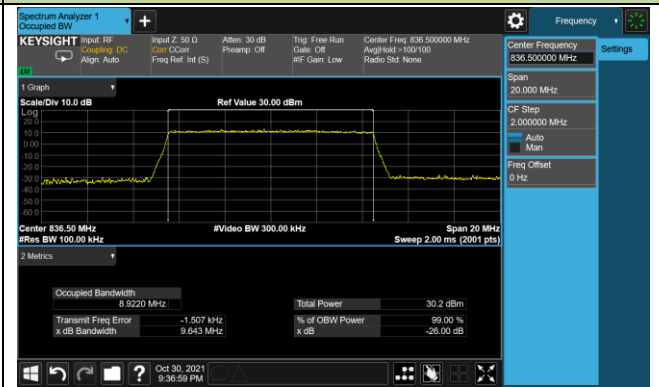 Spectrum Analyzer 1
Occupied BW
+
Frequency
KEYSIGHT
Input: RF
Coupling: DC
Align: Auto
Input Z: 50 Ω
Corr CCorr
Freq Ref: Int (S)
Atten: 30 dB
Preamp: Off
Trig: Free Run
Gate: Off
#IF Gain: Low
Center Freq: 836.500000 MHz
Avg|Hold:>100/100
Radio Std: None
Center Frequency
836.500000 MHz
Settings
Span
20.000 MHz
CF Step
2.000000 MHz
Auto
Man
Freq Offset
0 Hz
1 Graph
Scale/Div 10.0 dB
Ref Value 30.00 dBm
Log
20.0
10.0
0.00
-10.0
-20.0
-30.0
-40.0
-50.0
-60.0
Center 836.50 MHz
#Video BW 300.00 kHz
Span 20 MHz
#Res BW 100.00 kHz
Sweep 2.00 ms (2001 pts)
2 Metrics
Occupied Bandwidth
8.9220 MHz
Total Power
30.2 dBm
Transmit Freq Error
-1.507 kHz
% of OBW Power
99.00 %
x dB Bandwidth
9.643 MHz
x dB
-26.00 dB
?
Oct 30, 2021
9:36:59 PM